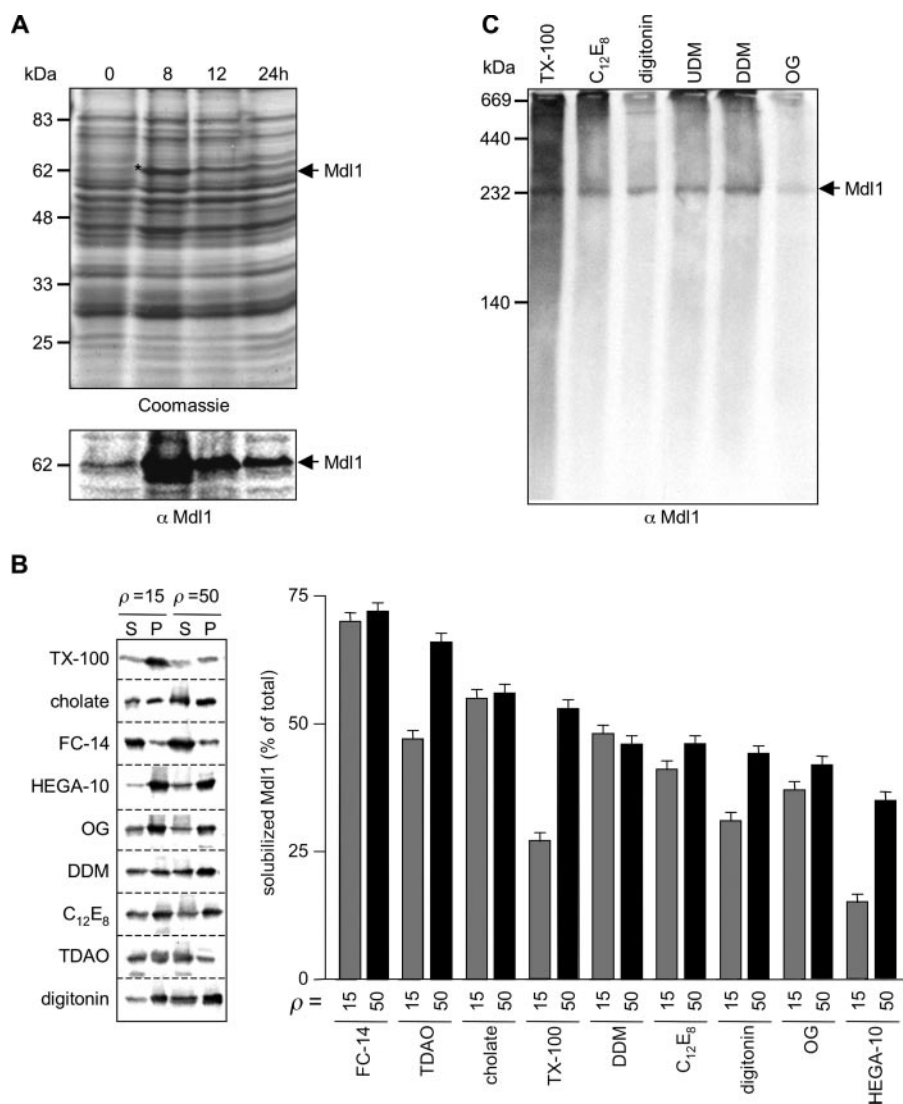 A
kDa 0 8 12 24h
83
62
*
Mdl1
48
33
25
Coomassie
62
Mdl1
α Mdl1
C
kDa
TX-100
C₁₂E₈
digitonin
UDM
DDM
OG
669
440
232
Mdl1
140
α Mdl1
B
ρ =15 ρ =50
S P S P
TX-100
cholate
FC-14
HEGA-10
OG
DDM
C₁₂E₈
TDAO
digitonin
solubilized Mdl1 (% of total)
75
50
25
0
ρ = 15 50 15 50 15 50 15 50 15 50 15 50 15 50 15 50 15 50
FC-14
TDAO
cholate
TX-100
DDM
C₁₂E₈
digitonin
OG
HEGA-10